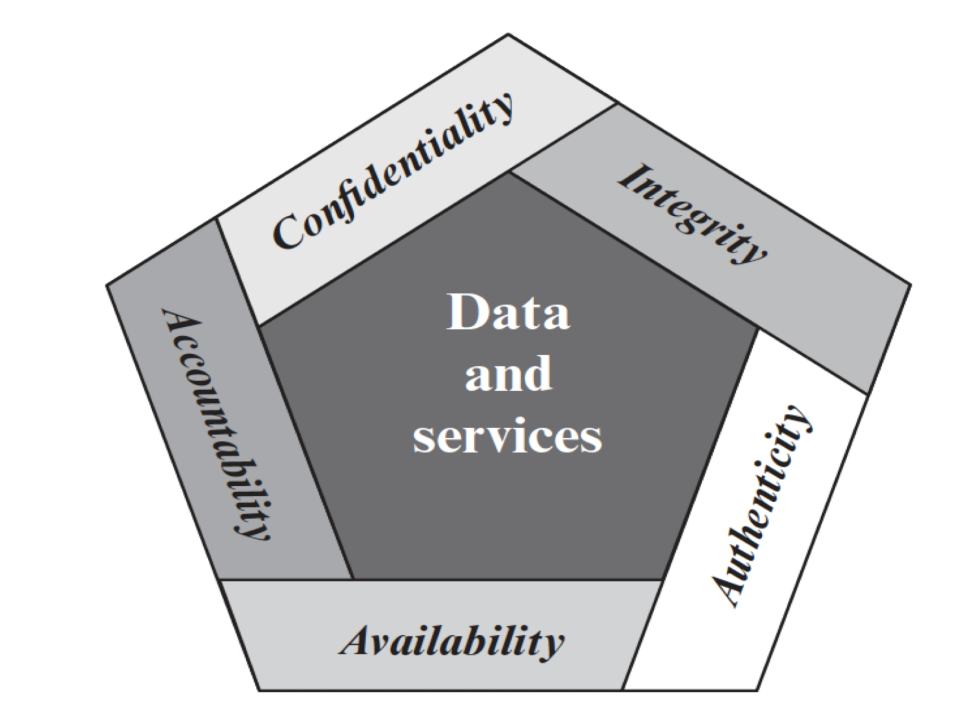 Confidentiality
Integrity
Accountability
Data
and
services
Authenticity
Availability